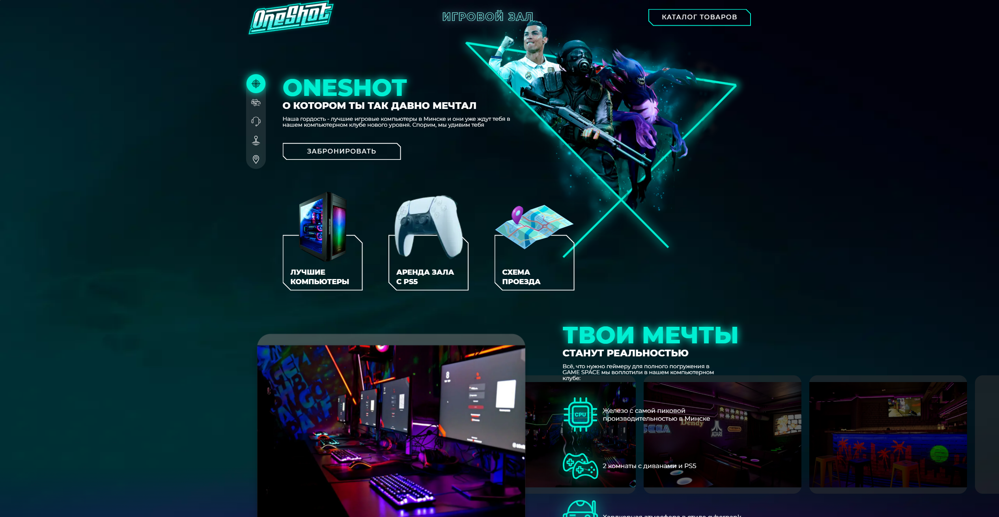 OneShot
ИГРОВОЙ ЗАЛ
КАТАЛОГ ТОВАРОВ
ONESHOT
О КОТОРОМ ТЫ ТАК ДАВНО МЕЧТАЛ
Наша гордость - лучшие игровые компьютеры в Минске и они уже ждут тебя в
нашем компьютерном клубе нового уровня. Спорим, мы удивим тебя
ЗАБРОНИРОВАТЬ
ЛУЧШИЕ
КОМПЬЮТЕРЫ
АРЕНДА ЗАЛА
С PS5
СХЕМА
ПРОЕЗДА
ТВОИ МЕЧТЫ
СТАНУТ РЕАЛЬНОСТЬЮ
Всё, что нужно геймеру для полного погружения в
GAME SPACE мы воплотили в нашем компьютерном
клубе:
CPU
Железо с самой пиковой
производительностью в Минске
SEGA
Dendy
ATARI
Nintendo
2 комнаты с диванами и PS5
Хардкорная атмосфера в стиле cyberpank
8